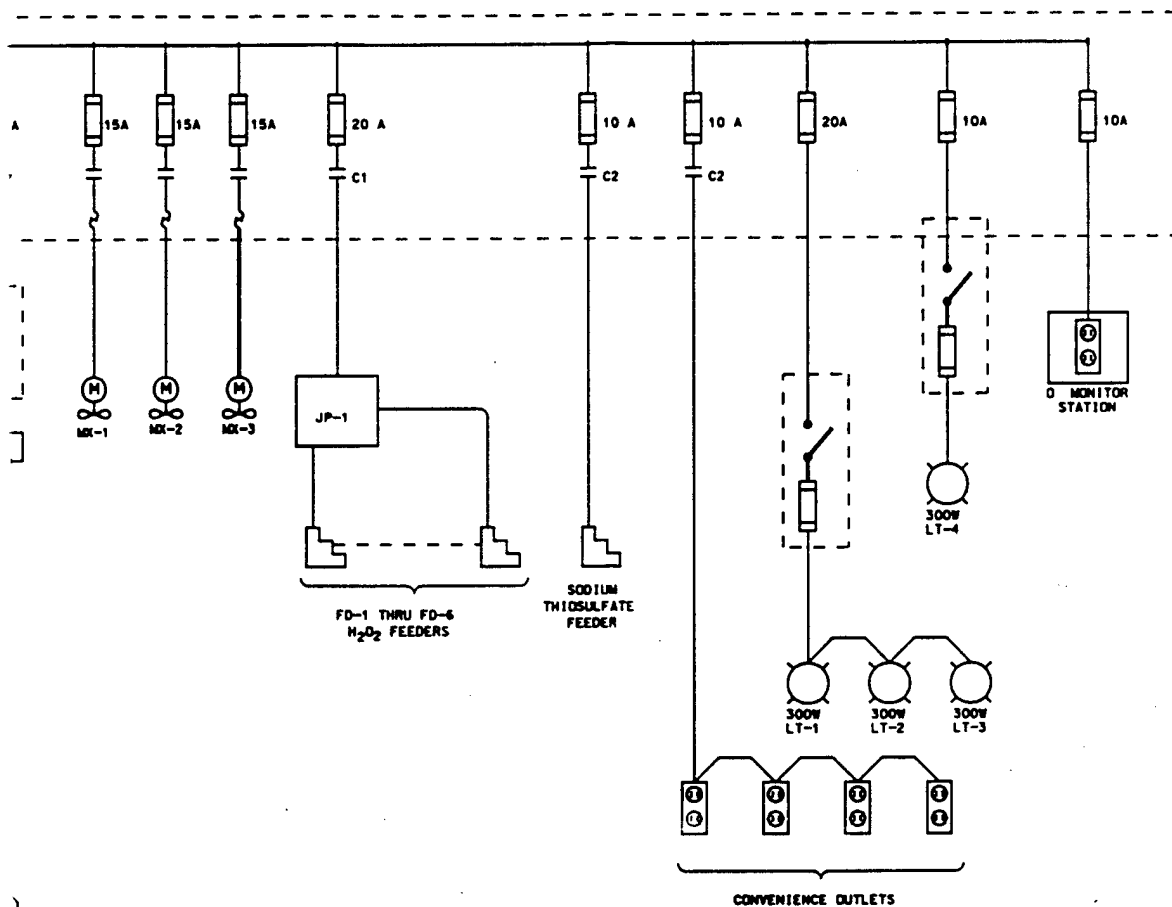 A
15A
15A
15A
20 A
10 A
10 A
20A
10A
10A
C1
C2
C2
M
M
M
MX-1
MX-2
MX-3
JP-1
O MONITOR
STATION
300W
LT-4
SODIUM
THIOSULFATE
FEEDER
FD-1 THRU FD-6
H₂O₂ FEEDERS
300W
LT-1
300W
LT-2
300W
LT-3
CONVENIENCE OUTLETS